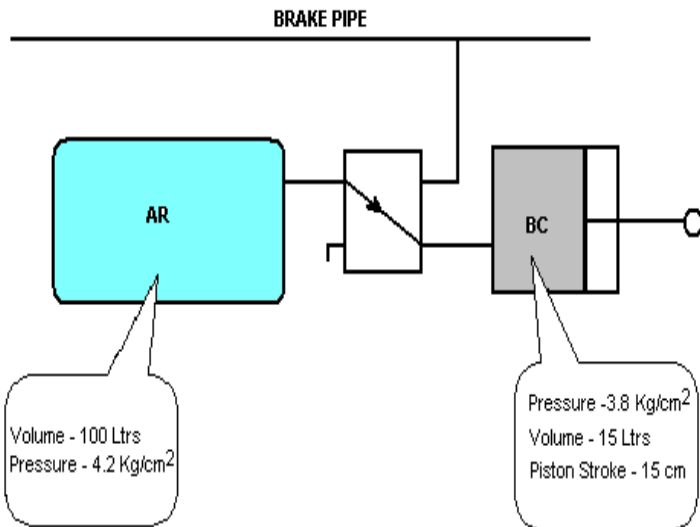 BRAKE PIPE
AR
BC
Volume - 100 Ltrs
Pressure - 4.2 Kg/cm²
Pressure -3.8 Kg/cm²
Volume - 15 Ltrs
Piston Stroke - 15 cm